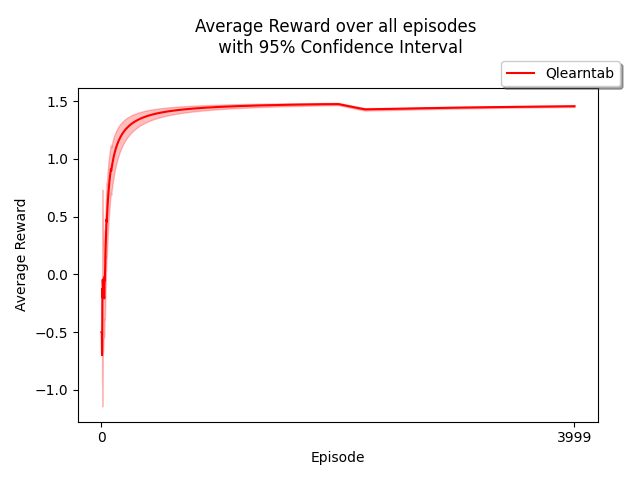 Average Reward over all episodes
with 95% Confidence Interval
Qlearntab
1.5
1.0
0.5
0.0
−0.5
−1.0
Average Reward
0
3999
Episode